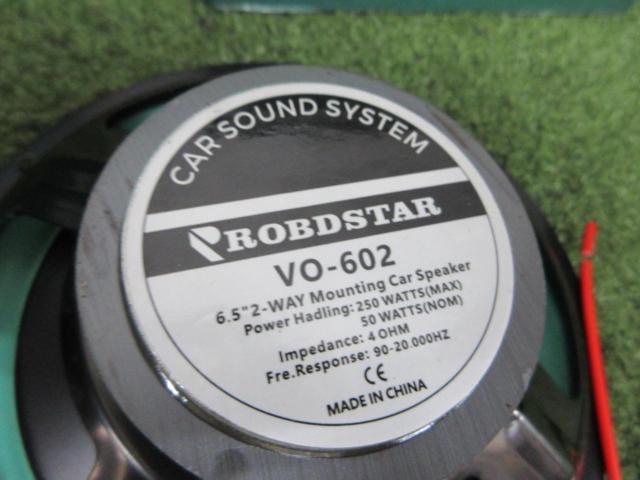 CAR SOUND SYSTEM
ROBDSTAR
VO-602
6.5"2-WAY Mounting Car Speaker
Power Hadling: 250 WATTS(MAX)
50 WATTS(NOM)
Impedance: 4 OHM
Fre.Response: 90-20.000HZ
CE
MADE IN CHINA